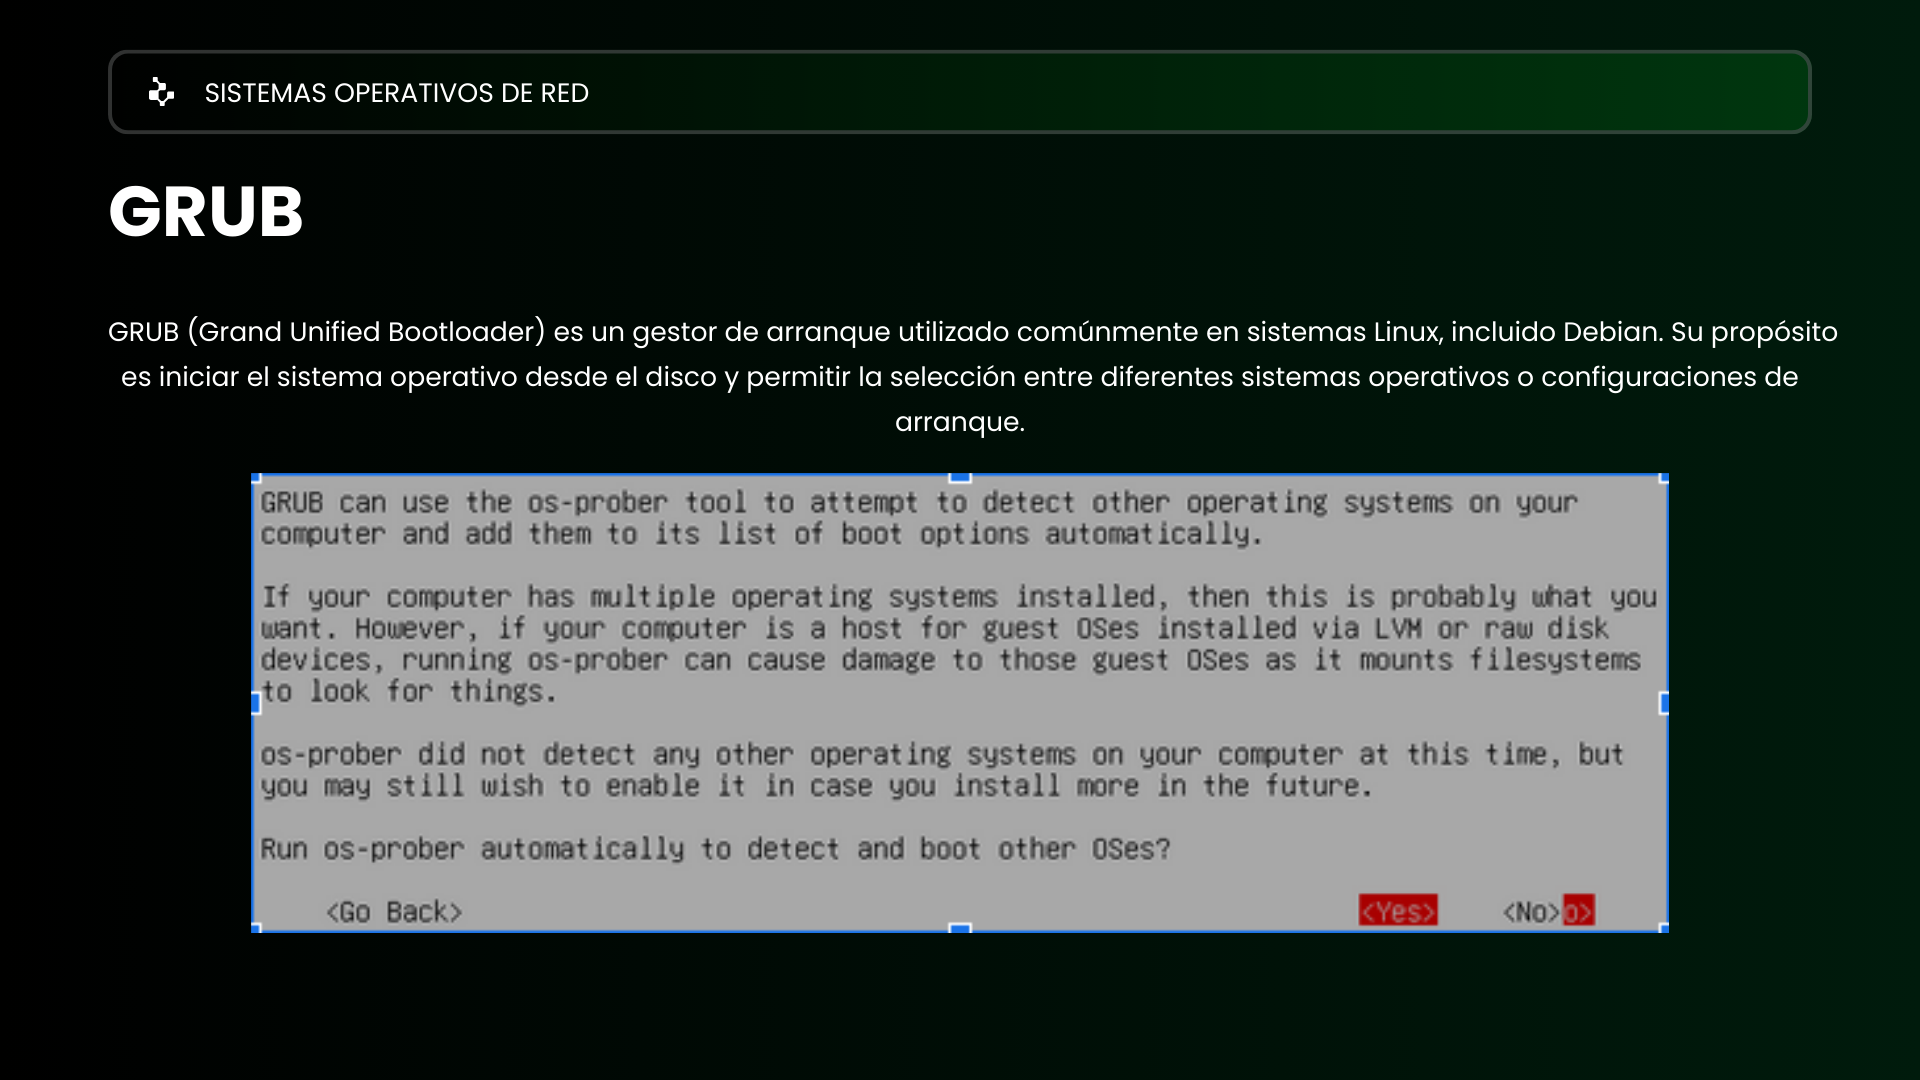 SISTEMAS OPERATIVOS DE RED
GRUB
GRUB (Grand Unified Bootloader) es un gestor de arranque utilizado comúnmente en sistemas Linux, incluido Debian. Su propósito
es iniciar el sistema operativo desde el disco y permitir la selección entre diferentes sistemas operativos o configuraciones de
arranque.
GRUB can use the os-prober tool to attempt to detect other operating systems on your
computer and add them to its list of boot options automatically.
If your computer has multiple operating systems installed, then this is probably what you
want. However, if your computer is a host for guest OSes installed via LVM or raw disk
devices, running os-prober can cause damage to those guest OSes as it mounts filesystems
to look for things.
os-prober did not detect any other operating systems on your computer at this time, but
you may still wish to enable it in case you install more in the future.
Run os-prober automatically to detect and boot other OSes?
<Go Back> <Yes> <No>o>